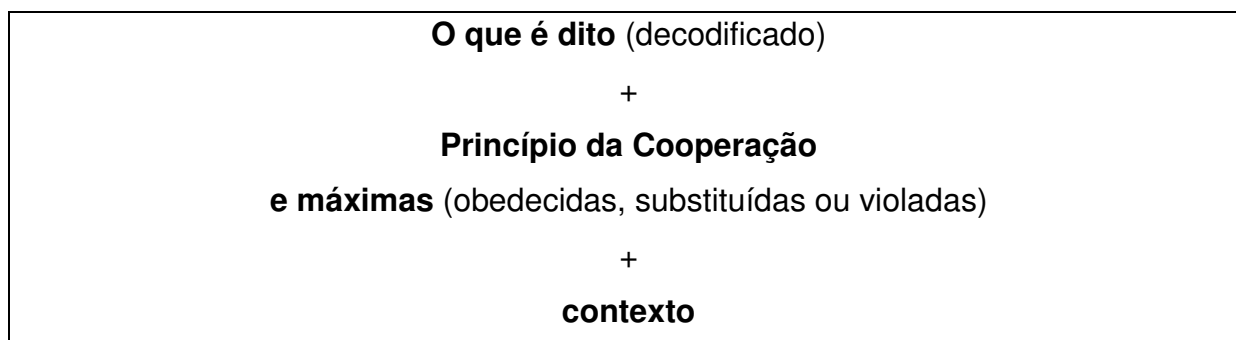 O que é dito (decodificado)
+
Princípio da Cooperação
e máximas (obedecidas, substituídas ou violadas)
+
contexto